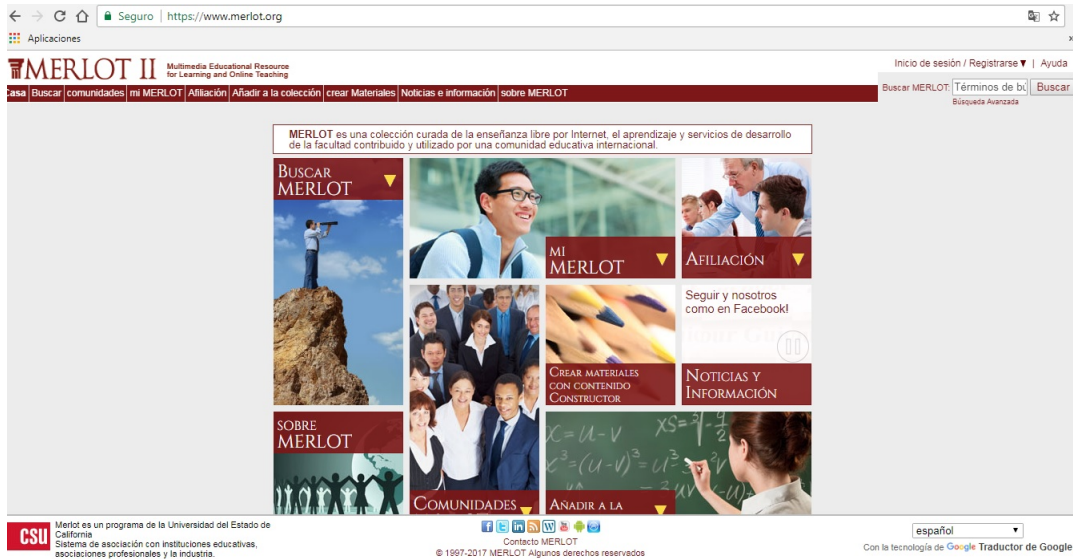 Seguro | https://www.merlot.org
Aplicaciones
MERLOT II
Multimedia Educational Resource
for Learning and Online Teaching
Inicio de sesión / Registrarse ▼ | Ayuda
Casa Buscar comunidades mi MERLOT Afiliación Añadir a la colección crear Materiales Noticias e información sobre MERLOT
Buscar MERLOT: Términos de bú Buscar
Búsqueda Avanzada
MERLOT es una colección curada de la enseñanza libre por Internet, el aprendizaje y servicios de desarrollo
de la facultad contribuido y utilizado por una comunidad educativa internacional.
Buscar
MERLOT
mi
MERLOT
Afiliación
Seguir y nosotros
como en Facebook!
Crear materiales
con contenido
Constructor
Noticias y
Información
sobre
MERLOT
Comunidades
Añadir a la
CSU
Merlot es un programa de la Universidad del Estado de
California
Sistema de asociación con instituciones educativas,
asociaciones profesionales y la industria.
Contacto MERLOT
© 1997-2017 MERLOT Algunos derechos reservados
español
Con la tecnología de Google Traductor de Google